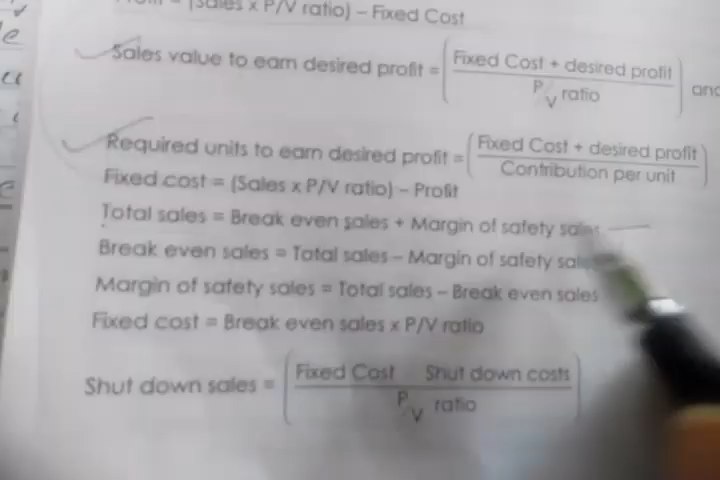 = (Sales x P/V ratio) – Fixed Cost
Sales value to earn desired profit = (Fixed Cost + desired profit / P/V ratio) and
Required units to earn desired profit = (Fixed Cost + desired profit / Contribution per unit)
Fixed cost = (Sales x P/V ratio) – Profit
Total sales = Break even sales + Margin of safety sales
Break even sales = Total sales – Margin of safety
Margin of safety sales = Total sales – Break even sales
Fixed cost = Break even sales x P/V ratio
Shut down sales = (Fixed Cost Shut down costs / P/V ratio)